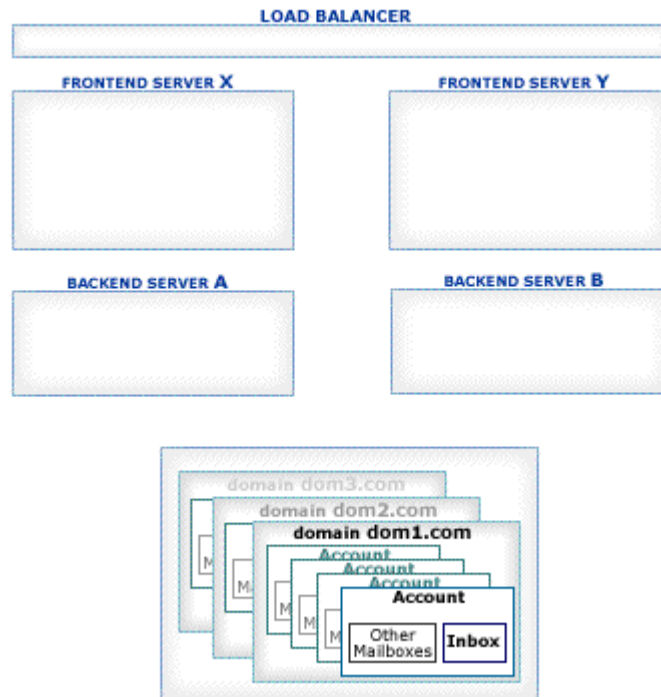 LOAD BALANCER
FRONTEND SERVER X
FRONTEND SERVER Y
BACKEND SERVER A
BACKEND SERVER B
domain dom3.com
domain dom2.com
domain dom1.com
Account
Account
Account
Account
Other
Mailboxes
Inbox